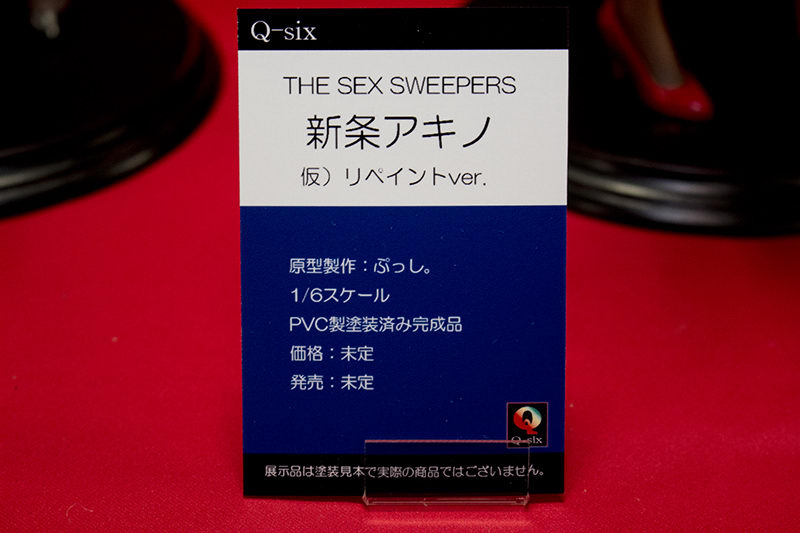 Q-six
THE SEX SWEEPERS
新条アキノ
仮）リペイントver.
原型製作：ぷっし。
1/6スケール
PVC製塗装済み完成品
価格：未定
発売：未定
Q-six
展示品は塗装見本で実際の商品ではございません。